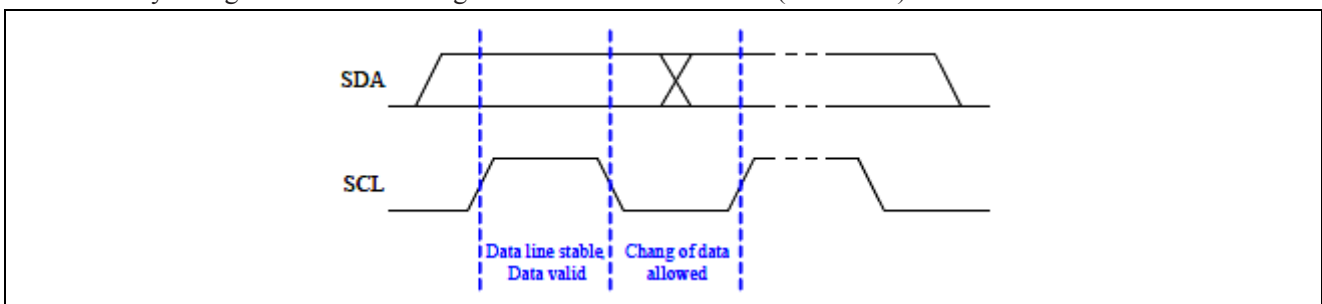 SDA
SCL
Data line stable,
Data valid
Chang of data
allowed